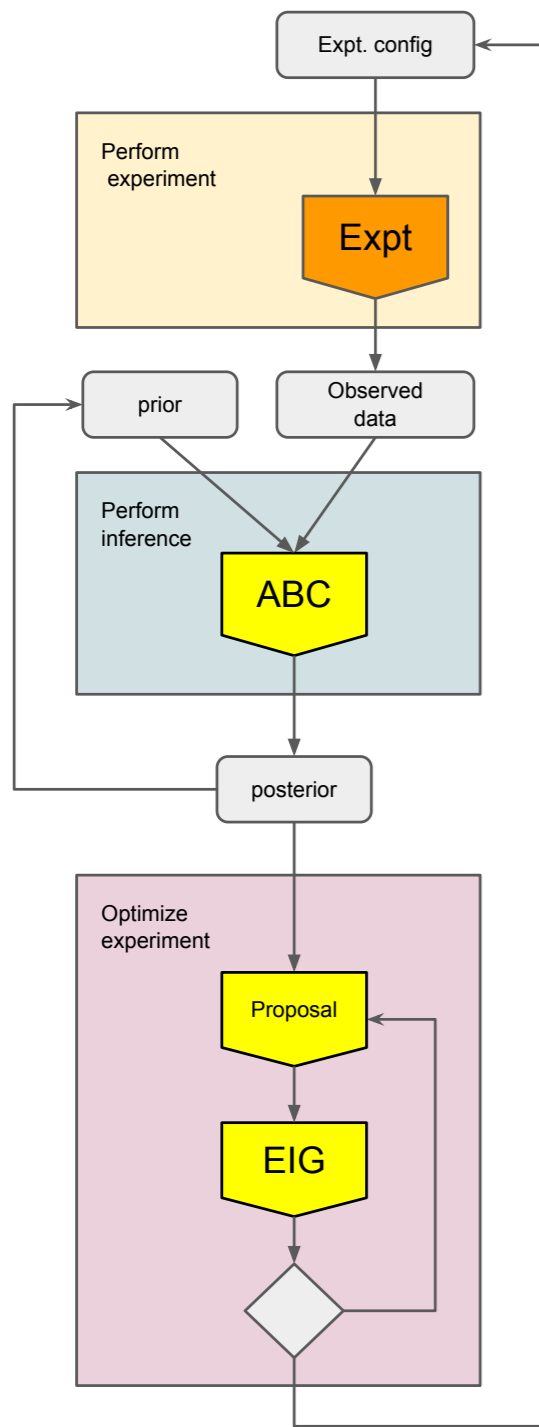 Expt. config
Perform
experiment
Expt
prior
Observed
data
Perform
inference
ABC
posterior
Optimize
experiment
Proposal
EIG